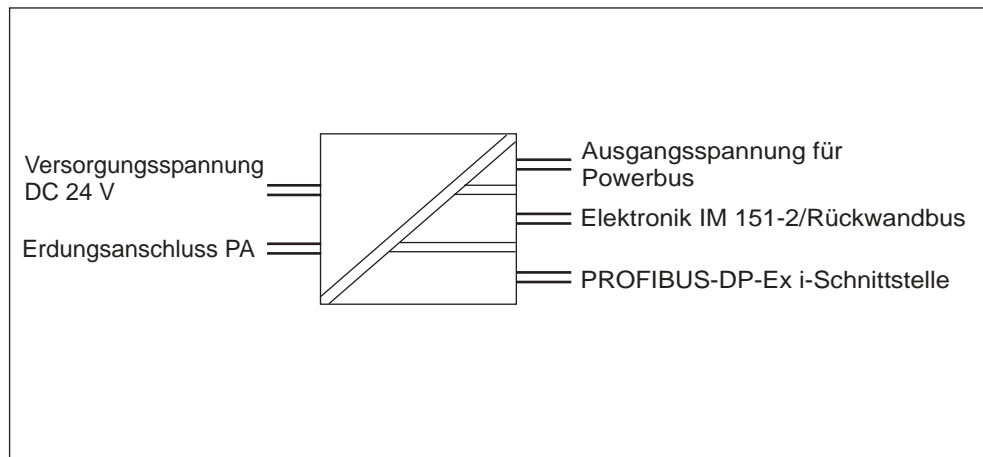 Versorgungsspannung
DC 24 V
Erdungsanschluss PA
Ausgangsspannung für
Powerbus
Elektronik IM 151-2/Rückwandbus
PROFIBUS-DP-Ex i-Schnittstelle